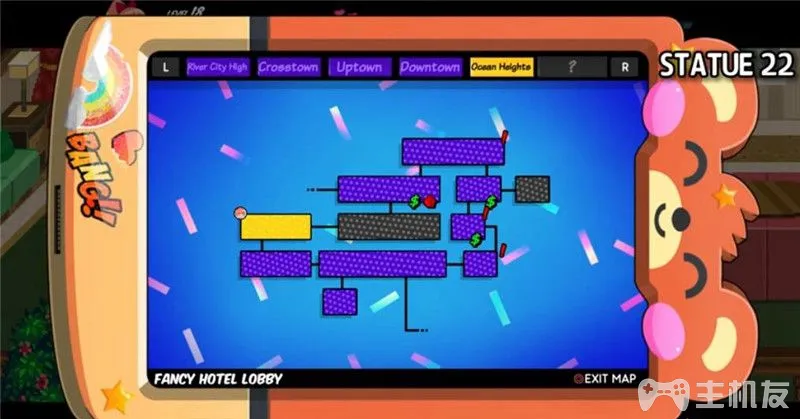 LEVEL 18
L River City High Crosstown Uptown Downtown Ocean Heights ? R
STATUE 22
BANG!!
$
$
$
FANCY HOTEL LOBBY
EXIT MAP
主机友